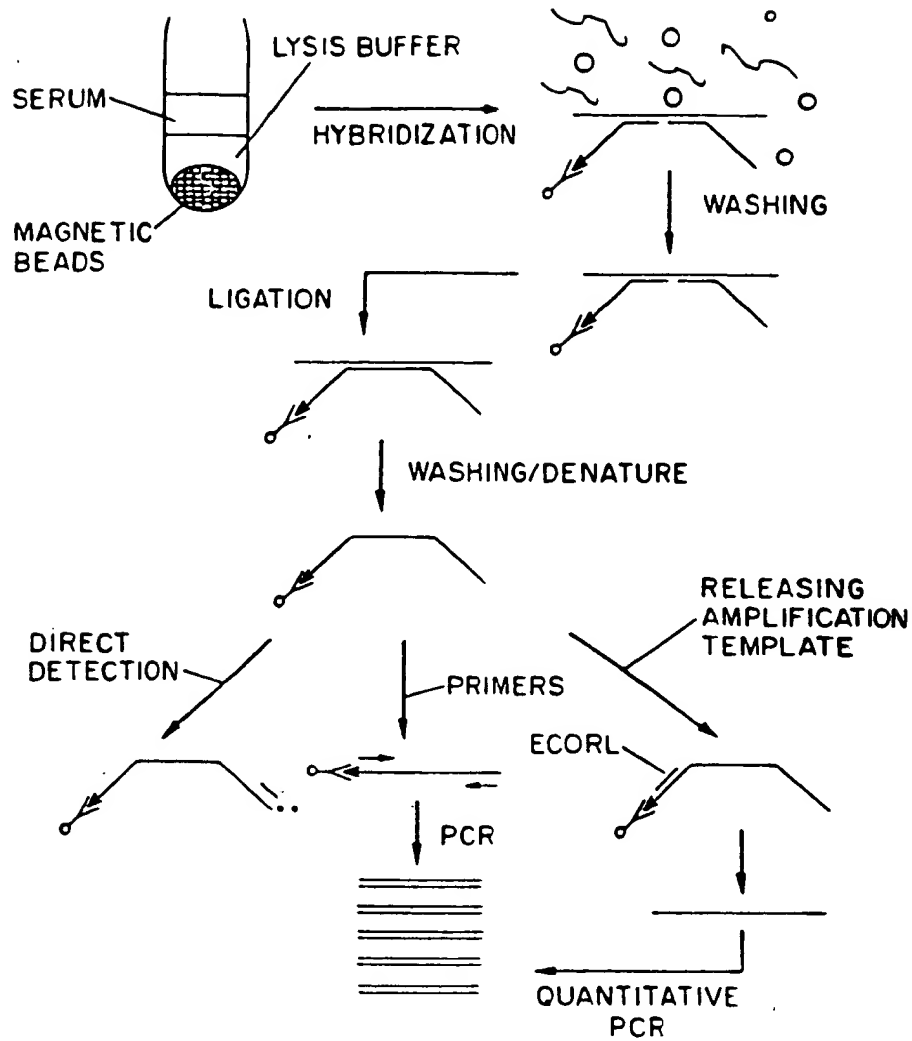 LYSIS BUFFER
SERUM
HYBRIDIZATION
MAGNETIC
BEADS
WASHING
LIGATION
WASHING/DENATURE
RELEASING
AMPLIFICATION
TEMPLATE
DIRECT
DETECTION
PRIMERS
ECORL
PCR
QUANTITATIVE
PCR